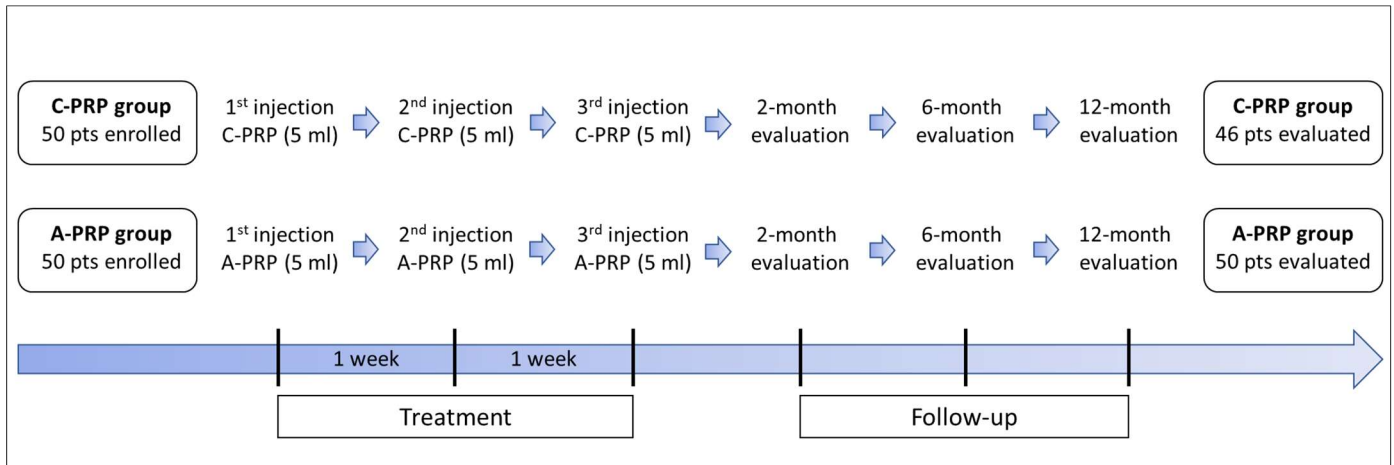 C-PRP group
50 pts enrolled
1st injection
C-PRP (5 ml)
2nd injection
C-PRP (5 ml)
3rd injection
C-PRP (5 ml)
2-month
evaluation
6-month
evaluation
12-month
evaluation
C-PRP group
46 pts evaluated
A-PRP group
50 pts enrolled
1st injection
A-PRP (5 ml)
2nd injection
A-PRP (5 ml)
3rd injection
A-PRP (5 ml)
2-month
evaluation
6-month
evaluation
12-month
evaluation
A-PRP group
50 pts evaluated
1 week
1 week
Treatment
Follow-up